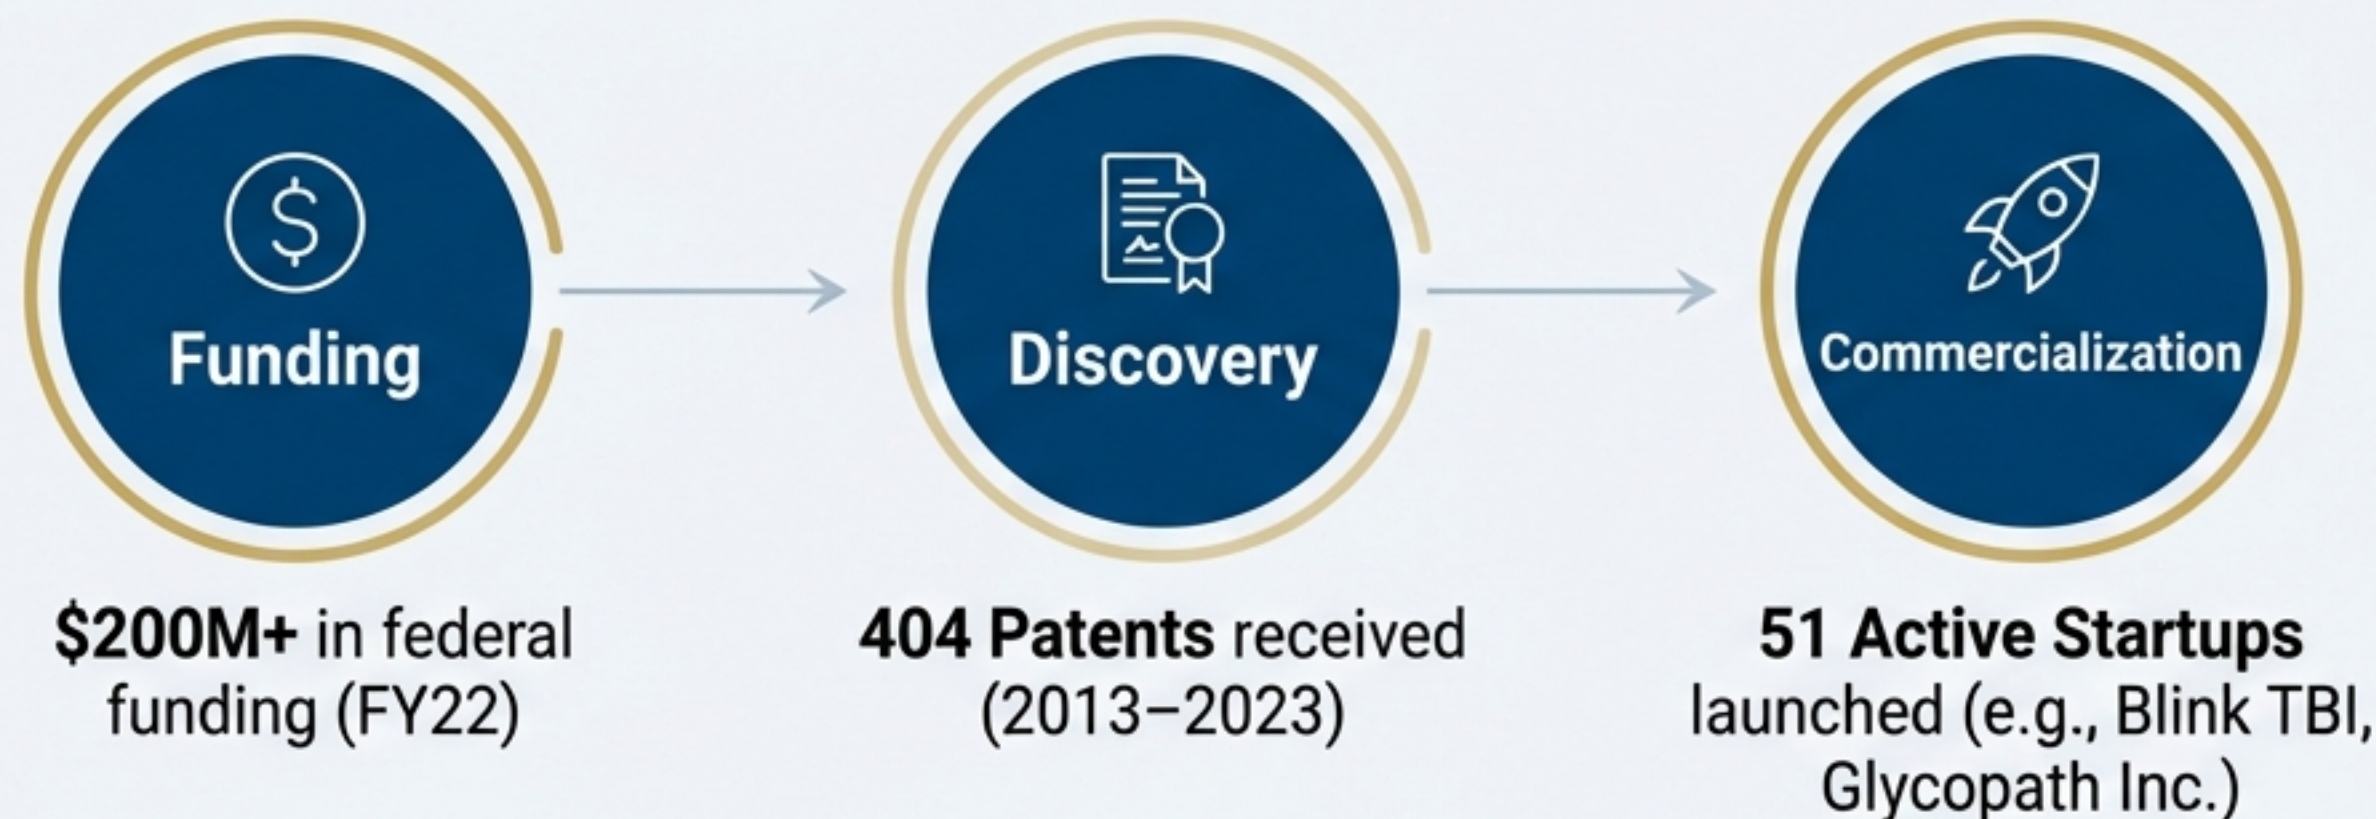 Funding
Discovery
Commercialization
$200M+ in federal
funding (FY22)
404 Patents received
(2013–2023)
51 Active Startups
launched (e.g., Blink TBI,
Glycopath Inc.)